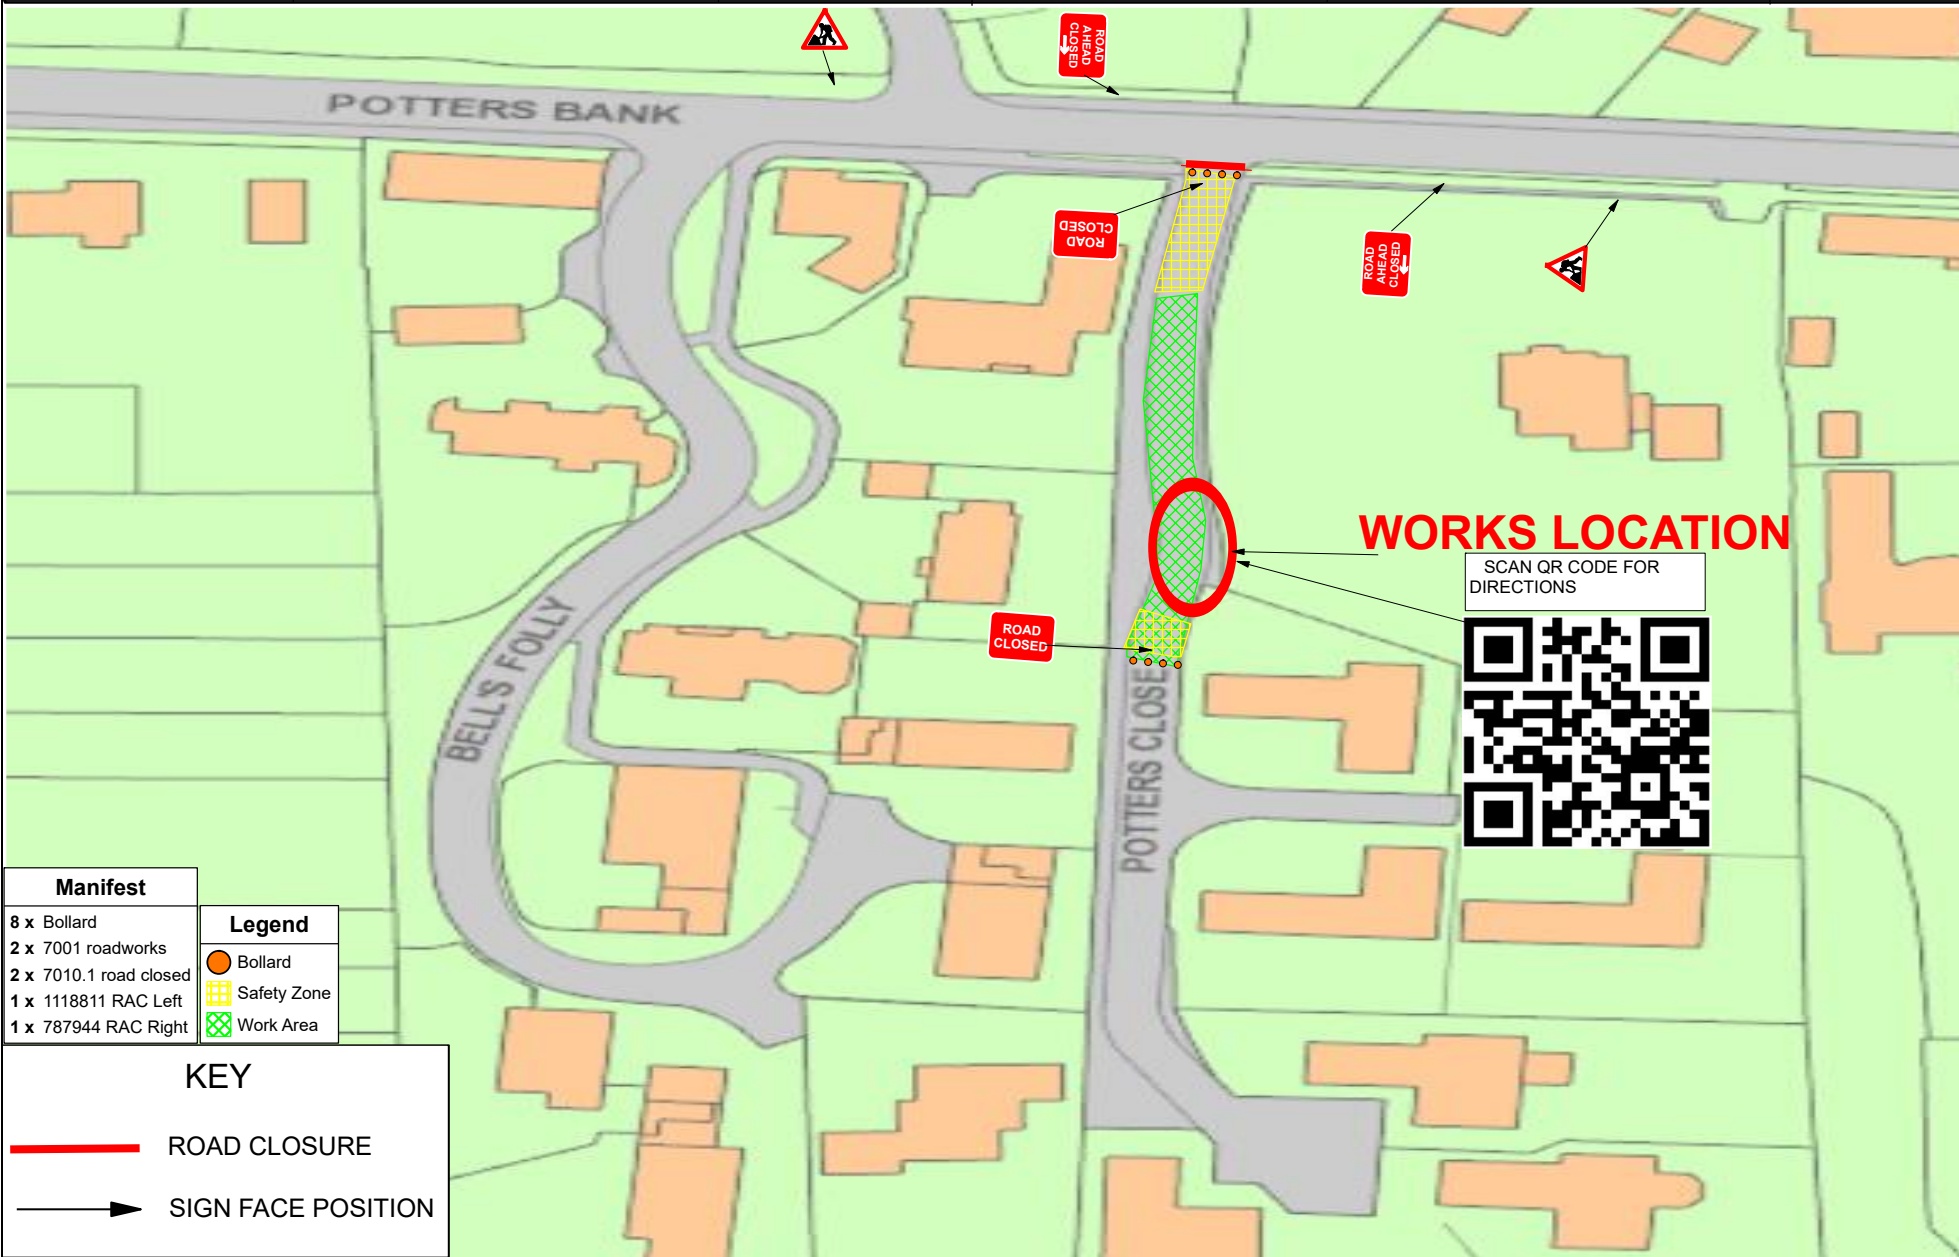 ROAD
AHEAD
CLOSED
POTTERS BANK
ROAD
CLOSED
ROAD
AHEAD
CLOSED
WORKS LOCATION
SCAN QR CODE FOR
DIRECTIONS
ROAD
CLOSED
BELL'S FOLLY
POTTERS CLOSE
Manifest
8 x Bollard
2 x 7001 roadworks
2 x 7010.1 road closed
1 x 1118811 RAC Left
1 x 787944 RAC Right
Legend
Bollard
Safety Zone
Work Area
KEY
ROAD CLOSURE
SIGN FACE POSITION